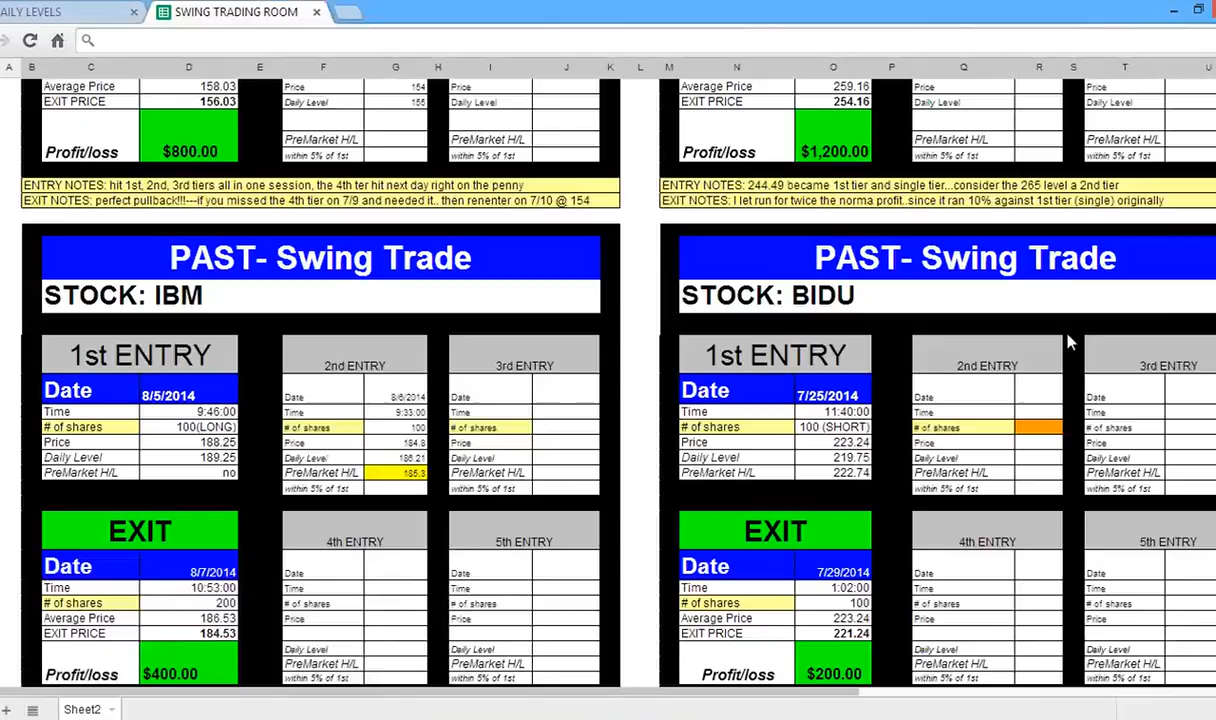 AILY LEVELS
SWING TRADING ROOM
A B C D E F G H I J K L M N O P Q R S T U
Average Price 158.03 Price 154 Price Average Price 259.16 Price Price
EXIT PRICE 156.03 Daily Level 155 Daily Level EXIT PRICE 254.16 Daily Level Daily Level
PreMarket H/L PreMarket H/L PreMarket H/L PreMarket H/L
Profit/loss $800.00 within 5% of 1st within 5% of 1st Profit/loss $1,200.00 within 5% of 1st within 5% of 1st
ENTRY NOTES: hit 1st, 2nd, 3rd tiers all in one session, the 4th ter hit next day right on the penny
ENTRY NOTES: 244.49 became 1st tier and single tier...consider the 265 level a 2nd tier
EXIT NOTES: perfect pullback!!!---if you missed the 4th tier on 7/9 and needed it.. then renenter on 7/10 @ 154
EXIT NOTES: I let run for twice the norma profit..since it ran 10% against 1st tier (single) originally
PAST- Swing Trade
STOCK: IBM
1st ENTRY 2nd ENTRY 3rd ENTRY
Date 8/5/2014 Date 8/6/2014 Date
Time 9:46:00 Time 9:33:00 Time
# of shares 100(LONG) # of shares 100 # of shares
Price 188.25 Price 184.8 Price
Daily Level 189.25 Daily Level 186.21 Daily Level
PreMarket H/L no PreMarket H/L 185.3 PreMarket H/L
within 5% of 1st within 5% of 1st
EXIT 4th ENTRY 5th ENTRY
Date 8/7/2014 Date Date
Time 10:53:00 Time Time
# of shares 200 # of shares # of shares
Average Price 186.53 Price Price
EXIT PRICE 184.53
Daily Level Daily Level
PreMarket H/L PreMarket H/L
Profit/loss $400.00 within 5% of 1st within 5% of 1st
PAST- Swing Trade
STOCK: BIDU
1st ENTRY 2nd ENTRY 3rd ENTRY
Date 7/25/2014 Date Date
Time 11:40:00 Time Time
# of shares 100 (SHORT) # of shares # of shares
Price 223.24 Price Price
Daily Level 219.75 Daily Level Daily Level
PreMarket H/L 222.74 PreMarket H/L PreMarket H/L
within 5% of 1st within 5% of 1st
EXIT 4th ENTRY 5th ENTRY
Date 7/29/2014 Date Date
Time 1:02:00 Time Time
# of shares 100 # of shares # of shares
Average Price 223.24 Price Price
EXIT PRICE 221.24
Daily Level Daily Level
PreMarket H/L PreMarket H/L
Profit/loss $200.00 within 5% of 1st within 5% of 1st
Sheet2